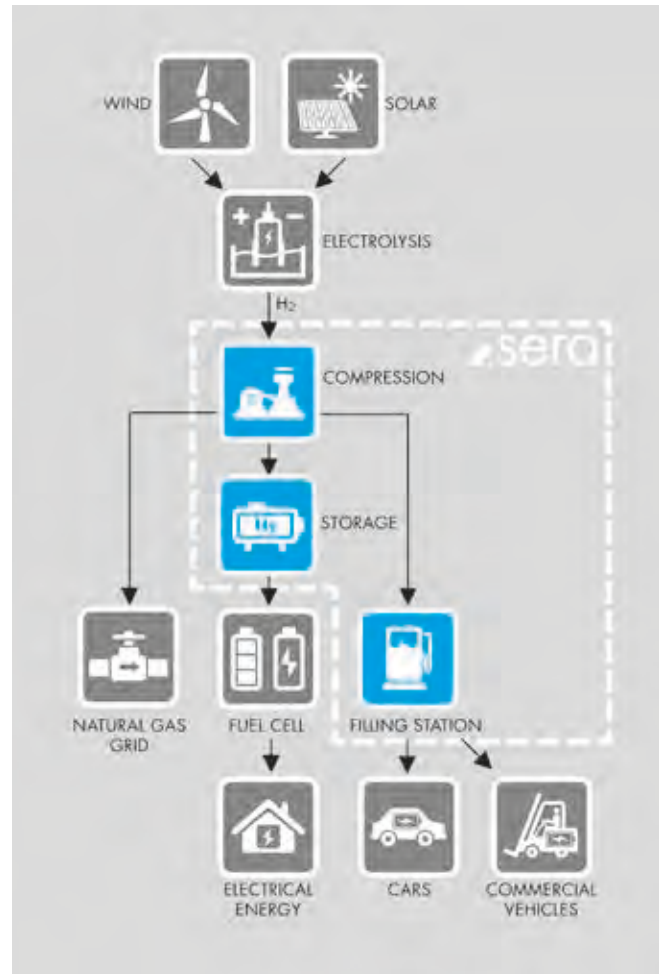 WIND
SOLAR
+ -
ELECTROLYSIS
H₂
sera
COMPRESSION
H₂
STORAGE
NATURAL GAS
GRID
FUEL CELL
FILLING STATION
ELECTRICAL
ENERGY
CARS
COMMERCIAL
VEHICLES